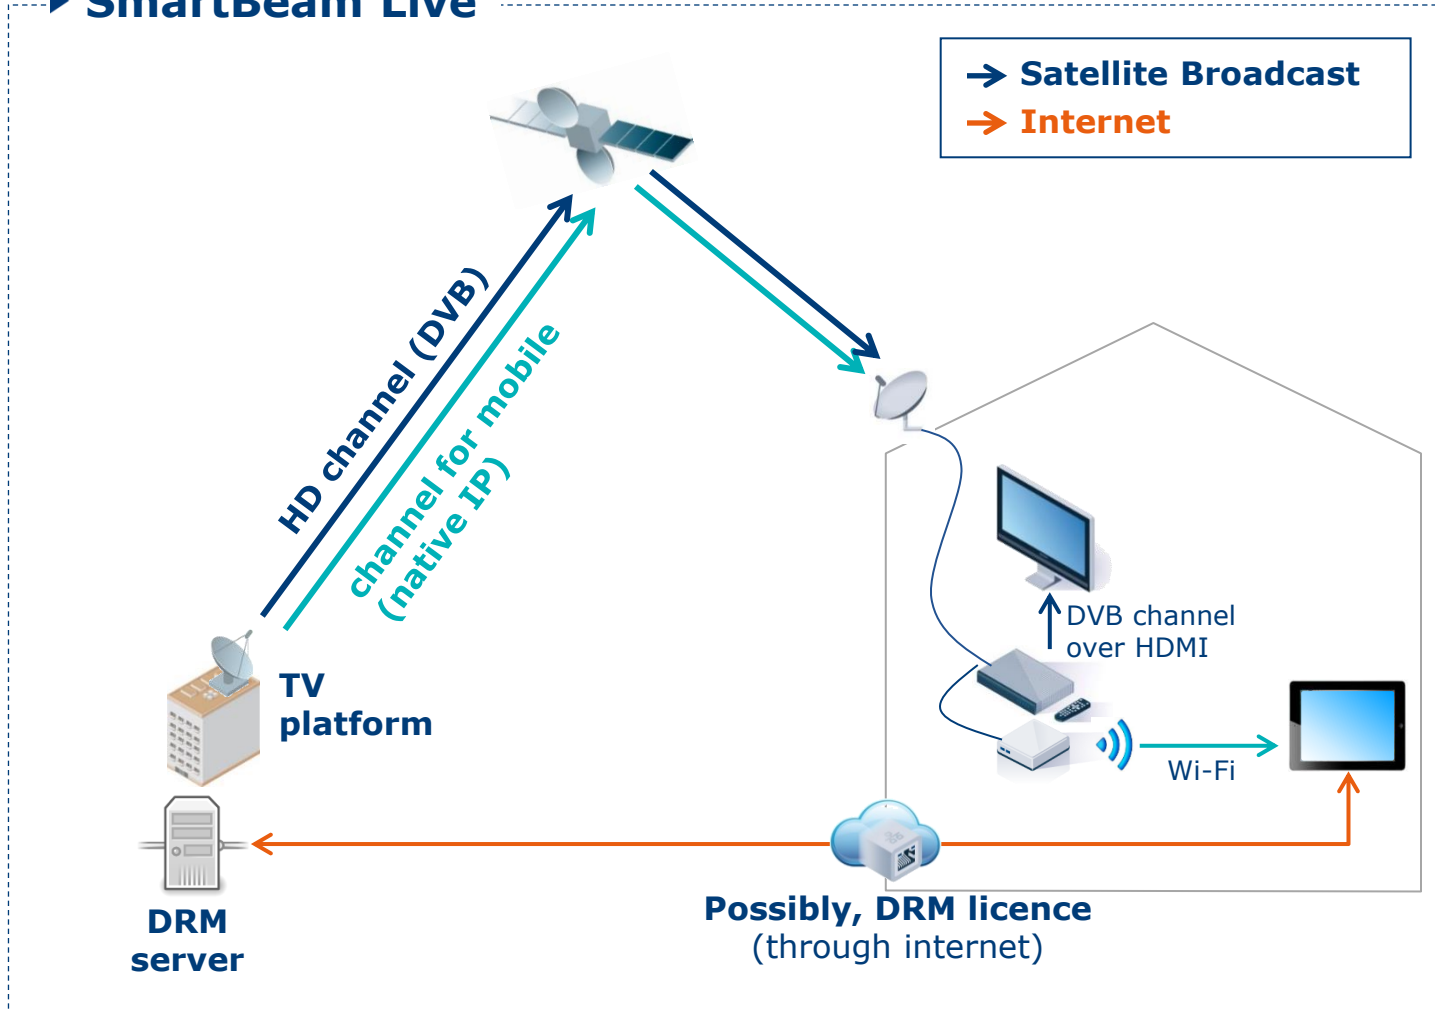 SmartBeam Live
Satellite Broadcast
Internet
HD channel (DVB)
channel for mobile
(native IP)
DVB channel
over HDMI
TV
platform
Wi-Fi
DRM
server
Possibly, DRM licence
(through internet)